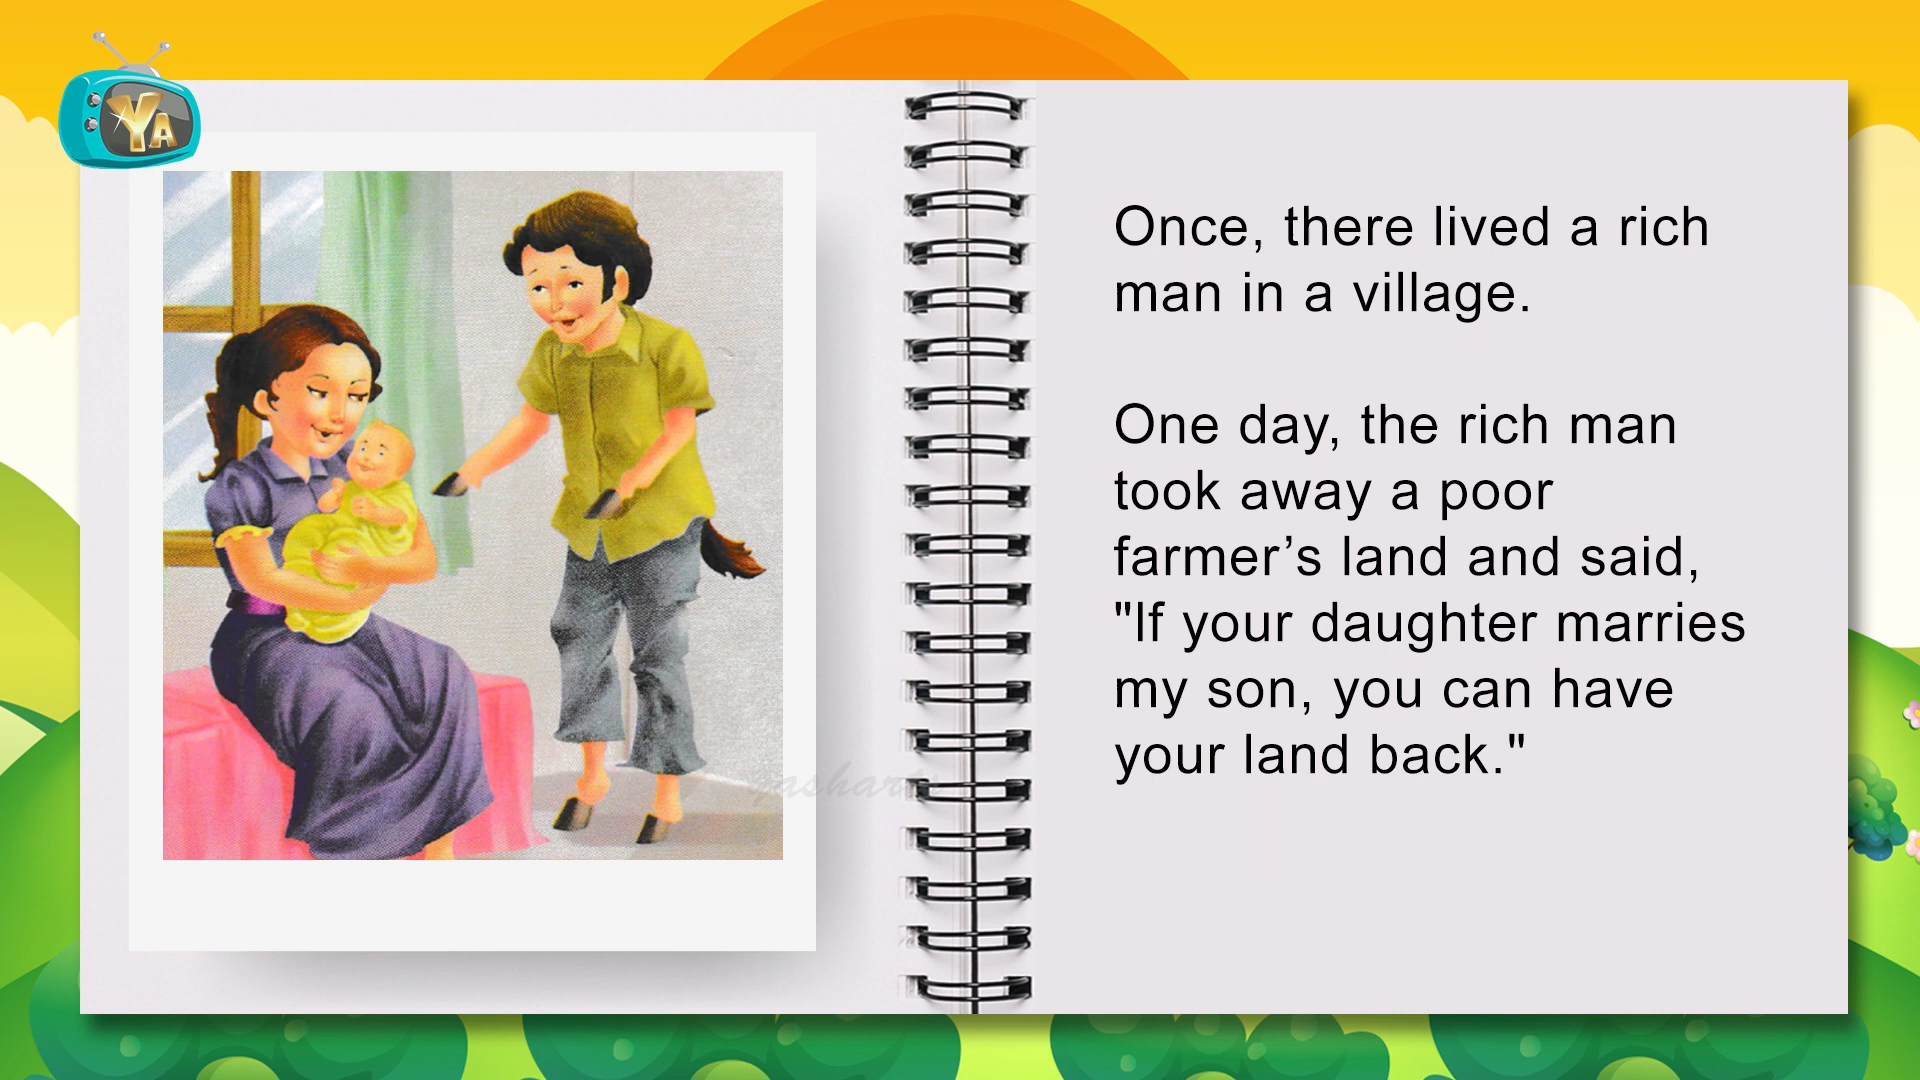 YA
Once, there lived a rich
man in a village.
One day, the rich man
took away a poor
farmer’s land and said,
"If your daughter marries
my son, you can have
your land back."